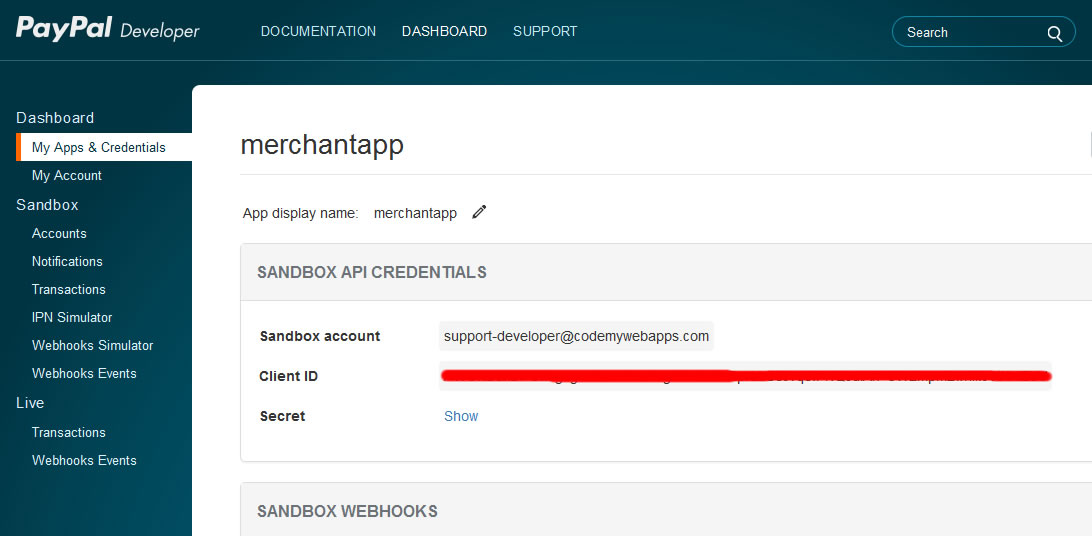 PayPal Developer
DOCUMENTATION DASHBOARD SUPPORT
Search
Dashboard
My Apps & Credentials
My Account
Sandbox
Accounts
Notifications
Transactions
IPN Simulator
Webhooks Simulator
Webhooks Events
Live
Transactions
Webhooks Events
merchantapp
App display name: merchantapp
SANDBOX API CREDENTIALS
Sandbox account support-developer@codemywebapps.com
Client ID
Secret Show
SANDBOX WEBHOOKS